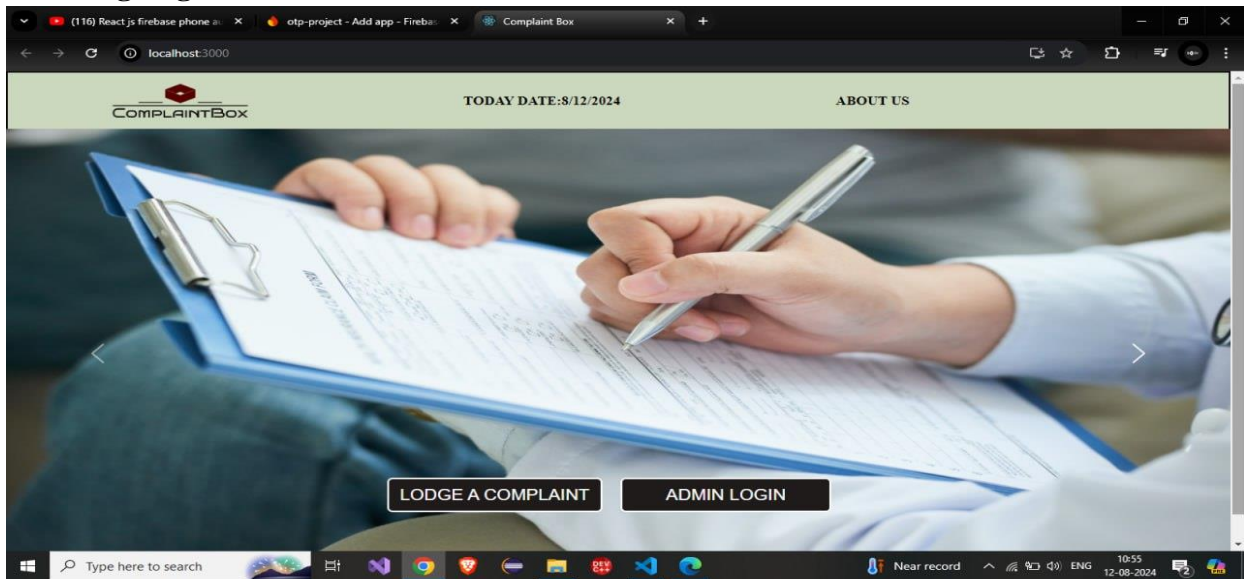 (116) React js firebase phone au
otp-project - Add app - Fireba
Complaint Box
localhost:3000
COMPLAINTBOX
TODAY DATE:8/12/2024
ABOUT US
LODGE A COMPLAINT
ADMIN LOGIN
Type here to search
DEV
C++
Near record
ENG
10:55
12-08-2024
2